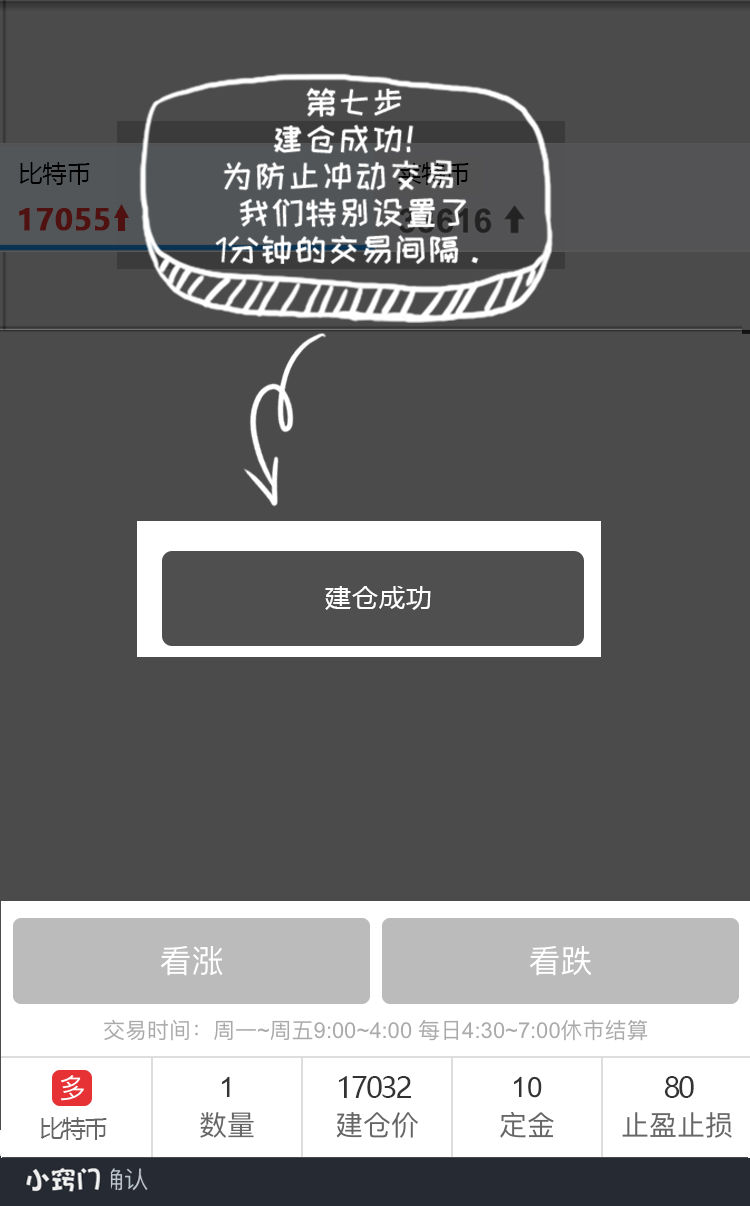 第七步
建仓成功!
为防止冲动交易
我们特别设置了
1分钟的交易间隔.
比特币
17055
616
建仓成功
看涨
看跌
交易时间：周一~周五9:00~4:00 每日4:30~7:00休市结算
多
1
17032
10
80
比特币
数量
建仓价
定金
止盈止损
小窍门
确认